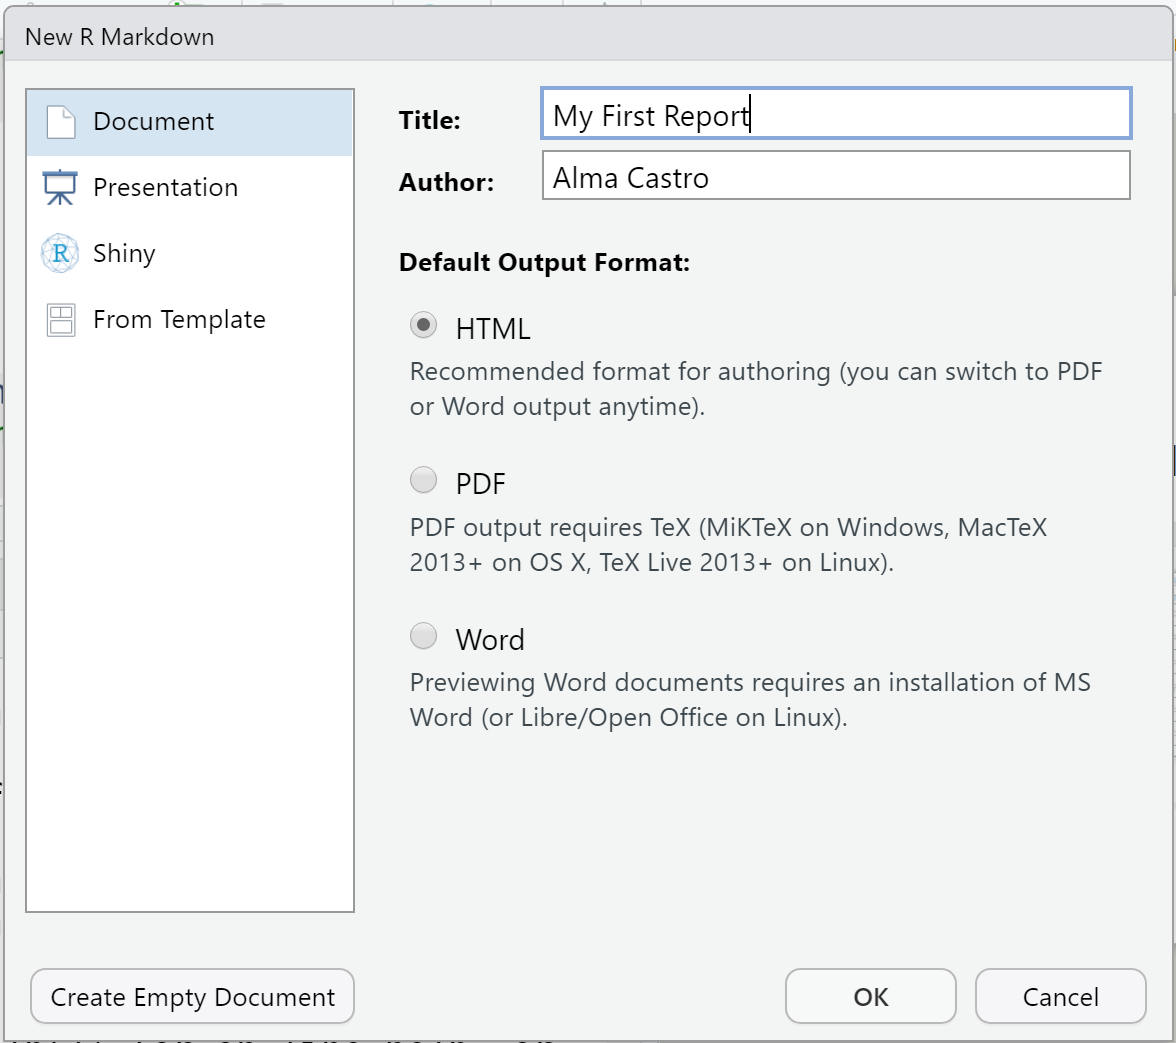 New R Markdown
Document
Presentation
Shiny
From Template
Title:
My First Report
Author:
Alma Castro
Default Output Format:
HTML
Recommended format for authoring (you can switch to PDF
or Word output anytime).
PDF
PDF output requires TeX (MiKTeX on Windows, MacTeX
2013+ on OS X, TeX Live 2013+ on Linux).
Word
Previewing Word documents requires an installation of MS
Word (or Libre/Open Office on Linux).
Create Empty Document
OK
Cancel